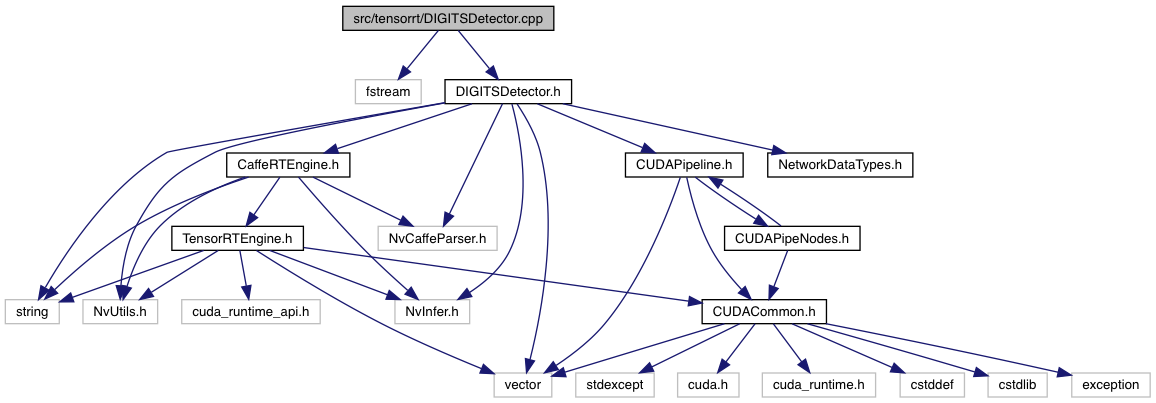 src/tensorrt/DIGITSDetector.cpp
fstream
DIGITSDetector.h
CaffeRTEngine.h
CUDAPipeline.h
NetworkDataTypes.h
TensorRTEngine.h
NvCaffeParser.h
CUDAPipeNodes.h
string
NvUtils.h
cuda_runtime_api.h
NvInfer.h
CUDACommon.h
vector
stdexcept
cuda.h
cuda_runtime.h
cstddef
cstdlib
exception